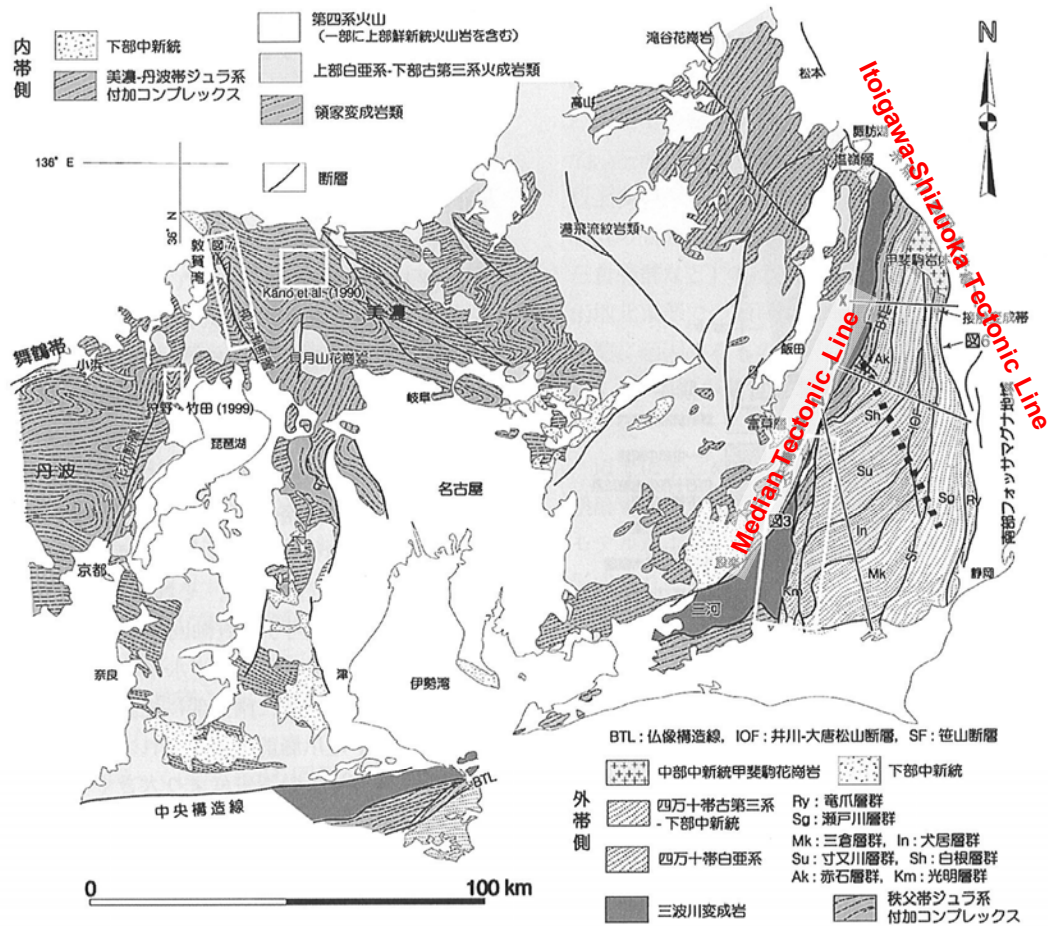 内帯側
下部中新統
美濃-丹波帯ジュラ系
付加コンプレックス
第四系火山
(一部に上部鮮新統火山岩を含む)
上部白亜系-下部古第三系火成岩類
領家変成岩類
断層
136° E
36° N
N
滝谷花崗岩
松本
高山
諏訪湖
塩嶺層
Itoigawa-Shizuoka Tectonic Line
濃飛流紋岩類
甲斐駒岩体
接触変成帯
図6
敦賀湾
図7
Kano et al. (1990)
美濃
舞鶴帯
小浜
貝月山花崗岩
狩野・竹田 (1999)
岐阜
琵琶湖
丹波
名古屋
京都
飯田
富草層
Median Tectonic Line
BTL
Ak
Sh
IOF
Su
Sg
Ry
In
図3
Mk
SF
Km
南部フォッサマグナ地域
静岡
三河
奈良
津
伊勢湾
中央構造線
BTL
0
100 km
BTL : 仏像構造線, IOF : 井川-大唐松山断層, SF : 笹山断層
外帯側
中部中新統甲斐駒花崗岩
下部中新統
四万十帯古第三系
- 下部中新統
Ry : 竜爪層群
Sg : 瀬戸川層群
四万十帯白亜系
Mk : 三倉層群, In : 犬居層群
Su : 寸又川層群, Sh : 白根層群
Ak : 赤石層群, Km : 光明層群
三波川変成岩
秩父帯ジュラ系
付加コンプレックス